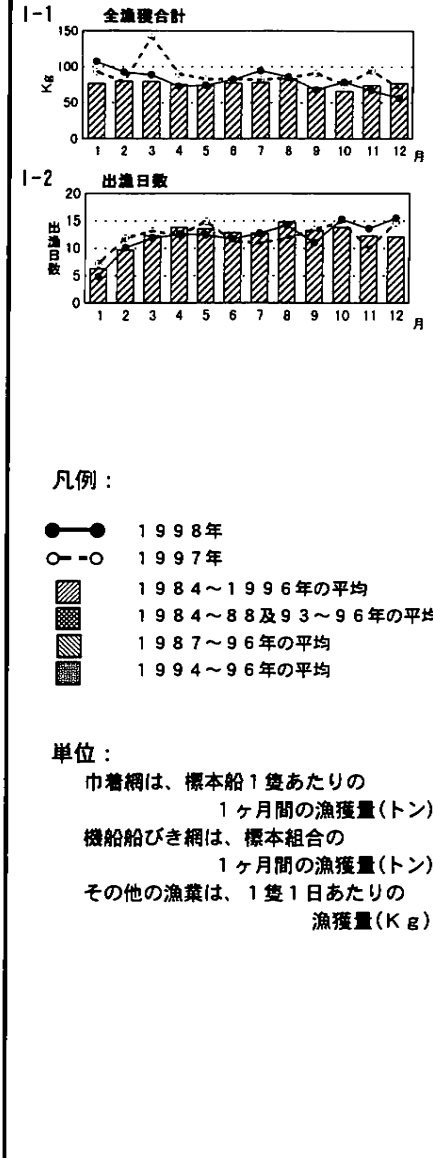 I-1 全漁獲合計
Kg
150
100
50
0
1 2 3 4 5 6 7 8 9 10 11 12 月
I-2 出漁日数
出漁日数
20
15
10
5
0
1 2 3 4 5 6 7 8 9 10 11 12 月
凡例：
1998年
1997年
1984～1996年の平均
1984～88及93～96年の平均
1987～96年の平均
1994～96年の平均
単位：
巾着網は、標本船1隻あたりの
1ヶ月間の漁獲量(トン)
機船船びき網は、標本組合の
1ヶ月間の漁獲量(トン)
その他の漁業は、1隻1日あたりの
漁獲量(Kg)